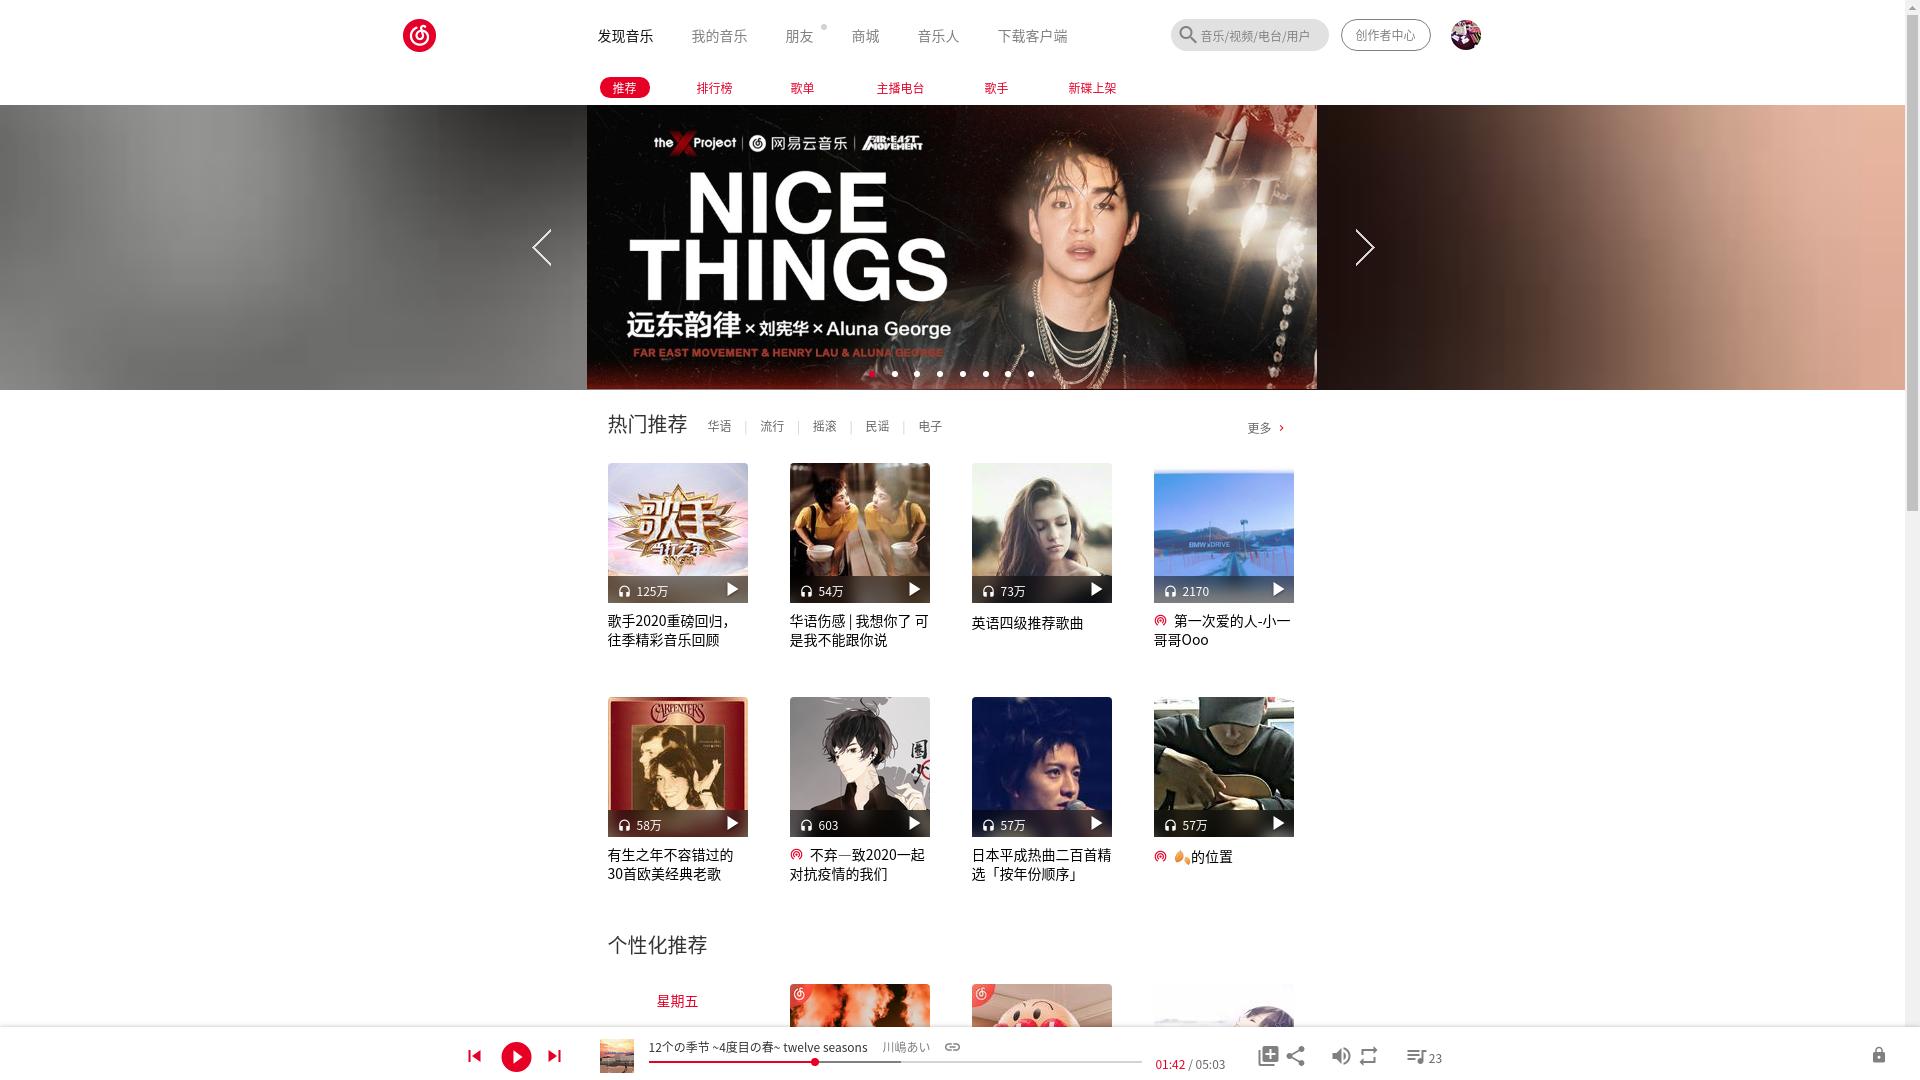 发现音乐 我的音乐 朋友 商城 音乐人 下载客户端 音乐/视频/电台/用户 创作者中心
推荐 排行榜 歌单 主播电台 歌手 新碟上架
the X Project | 网易云音乐 | FAR★EAST MOVEMENT
NICE
THINGS
远东韵律×刘宪华×Aluna George
FAR EAST MOVEMENT & HENRY LAU & ALUNA GEORGE
热门推荐 华语 | 流行 | 摇滚 | 民谣 | 电子 更多
歌手
当打之年
SINGER
BMW xDRIVE
125万 54万 73万 2170
歌手2020重磅回归，
往季精彩音乐回顾
华语伤感 | 我想你了 可
是我不能跟你说
英语四级推荐歌曲
第一次爱的人-小一
哥哥Ooo
CARPENTERS
58万 603 57万 57万
有生之年不容错过的
30首欧美经典老歌
不弃—致2020一起
对抗疫情的我们
日本平成热曲二百首精
选「按年份顺序」
的位置
个性化推荐
星期五
12个の季节 ~4度目の春~ twelve seasons 川嶋あい
01:42 / 05:03 23